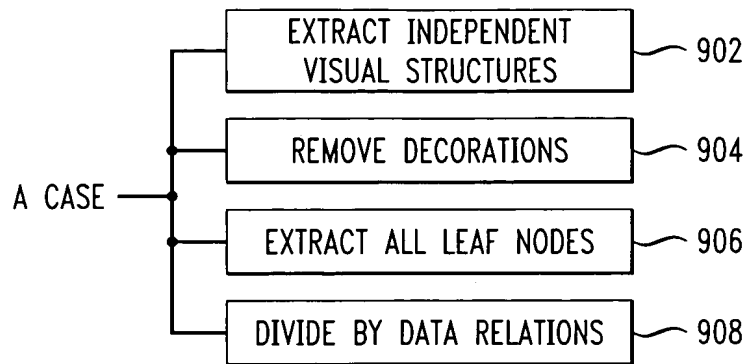 EXTRACT INDEPENDENT
VISUAL STRUCTURES
902
REMOVE DECORATIONS
904
A CASE
EXTRACT ALL LEAF NODES
906
DIVIDE BY DATA RELATIONS
908